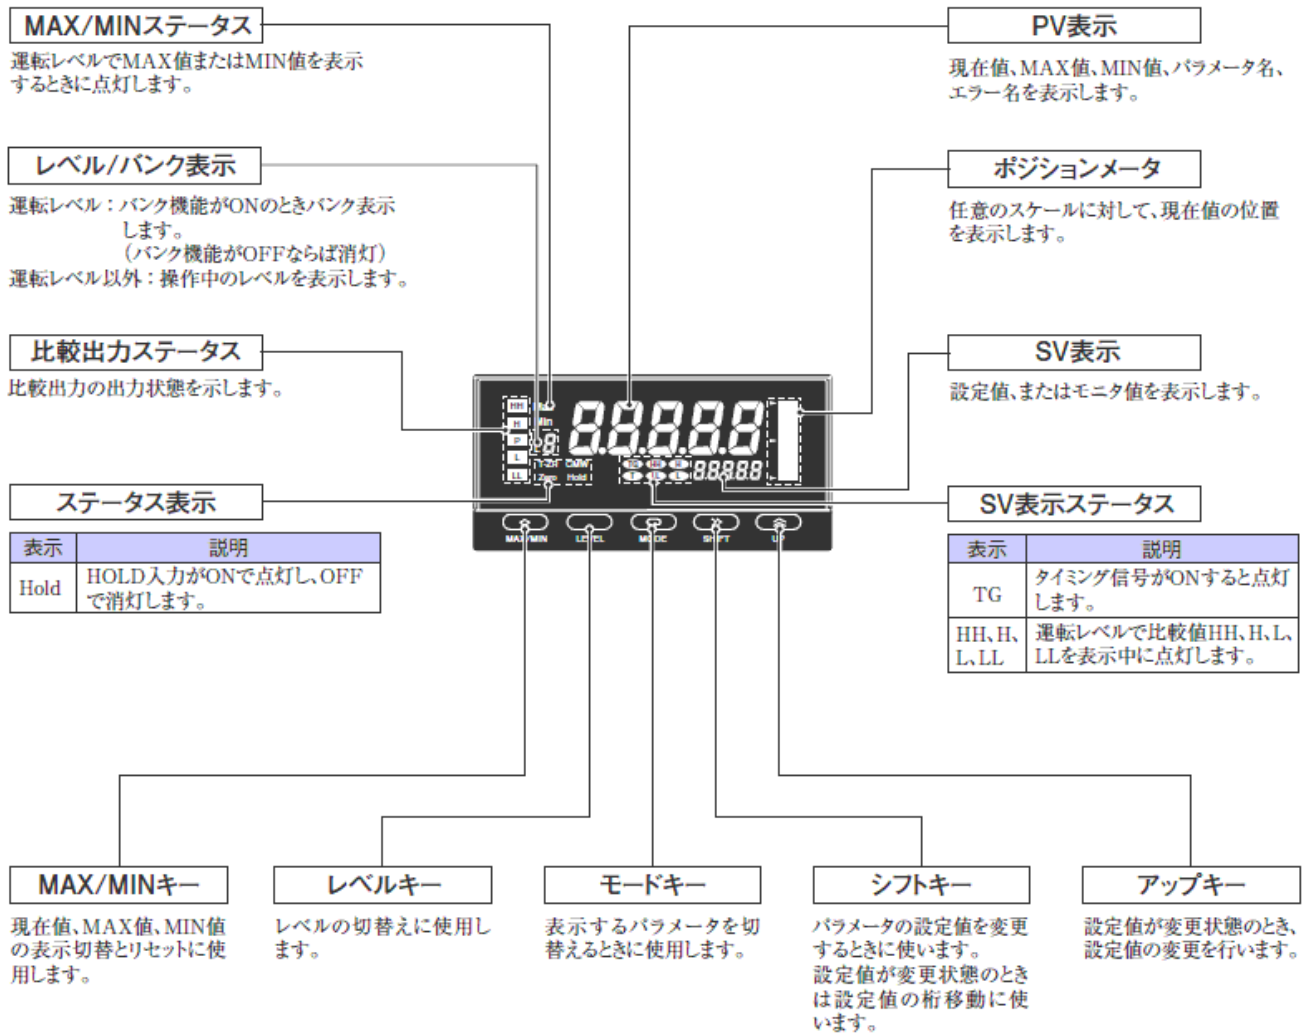 MAX/MINステータス
運転レベルでMAX値またはMIN値を表示
するときに点灯します。
レベル/バンク表示
運転レベル：バンク機能がONのときバンク表示
します。
（バンク機能がOFFならば消灯）
運転レベル以外：操作中のレベルを表示します。
比較出力ステータス
比較出力の出力状態を示します。
ステータス表示
表示 説明
Hold HOLD入力がONで点灯し、OFF
で消灯します。
PV表示
現在値、MAX値、MIN値、パラメータ名、
エラー名を表示します。
ポジションメータ
任意のスケールに対して、現在値の位置
を表示します。
SV表示
設定値、またはモニタ値を表示します。
SV表示ステータス
表示 説明
TG タイミング信号がONすると点灯
します。
HH、H、 運転レベルで比較値HH、H、L、
L、LL LLを表示中に点灯します。
HH
H
P
L
LL
Min
8.8.8.8.8
T-ZR CMW
Zero Hold
TG HH H
T LL L
8.8.8.8.8
MAX/MIN LEVEL MODE SHIFT UP
MAX/MINキー
現在値、MAX値、MIN値
の表示切替とリセットに使
用します。
レベルキー
レベルの切替えに使用し
ます。
モードキー
表示するパラメータを切
替えるときに使用します。
シフトキー
パラメータの設定値を変更
するときに使います。
設定値が変更状態のとき
は設定値の桁移動に使
います。
アップキー
設定値が変更状態のとき、
設定値の変更を行います。